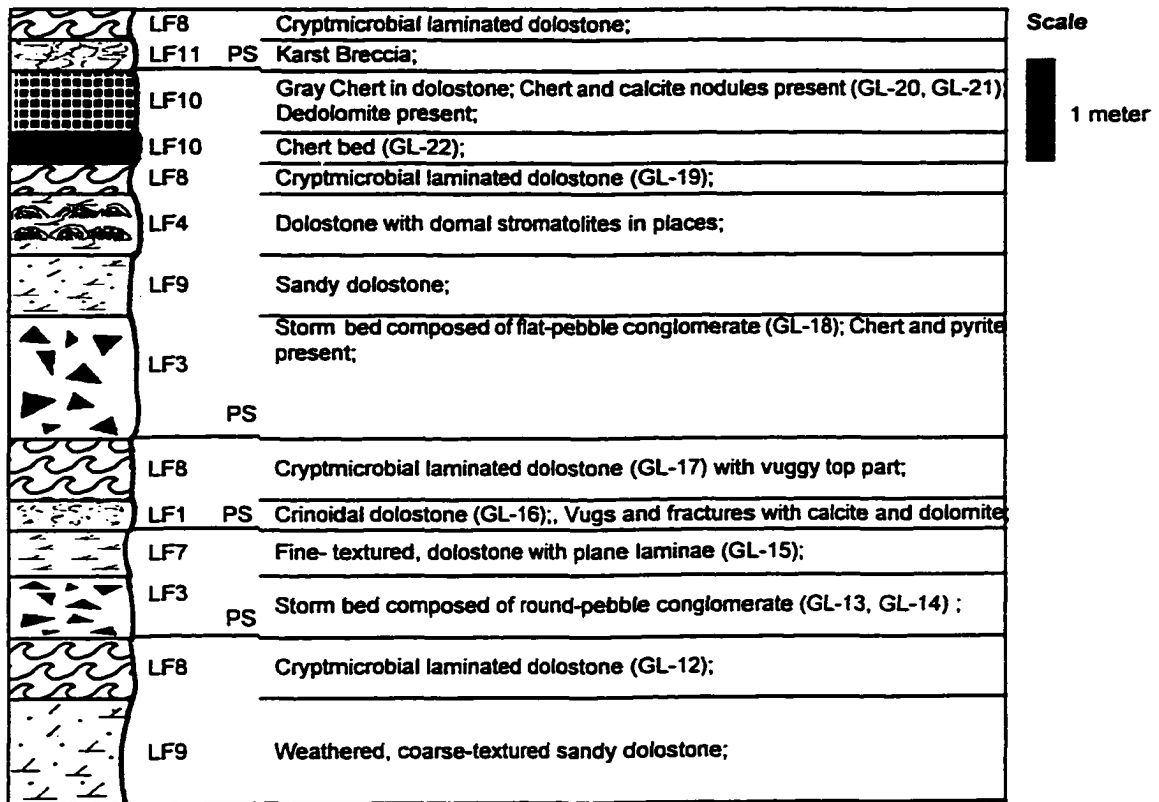 LF8 Cryptmicrobial laminated dolostone;
Scale
LF11 PS Karst Breccia;
LF10 Gray Chert in dolostone; Chert and calcite nodules present (GL-20, GL-21);
Dedolomite present;
1 meter
LF10 Chert bed (GL-22);
LF8 Cryptmicrobial laminated dolostone (GL-19);
LF4 Dolostone with domal stromatolites in places;
LF9 Sandy dolostone;
Storm bed composed of flat-pebble conglomerate (GL-18); Chert and pyrite
LF3 present;
PS
LF8 Cryptmicrobial laminated dolostone (GL-17) with vuggy top part;
LF1 PS Crinoidal dolostone (GL-16);, Vugs and fractures with calcite and dolomite;
LF7 Fine- textured, dolostone with plane laminae (GL-15);
LF3 PS Storm bed composed of round-pebble conglomerate (GL-13, GL-14) ;
LF8 Cryptmicrobial laminated dolostone (GL-12);
LF9 Weathered, coarse-textured sandy dolostone;